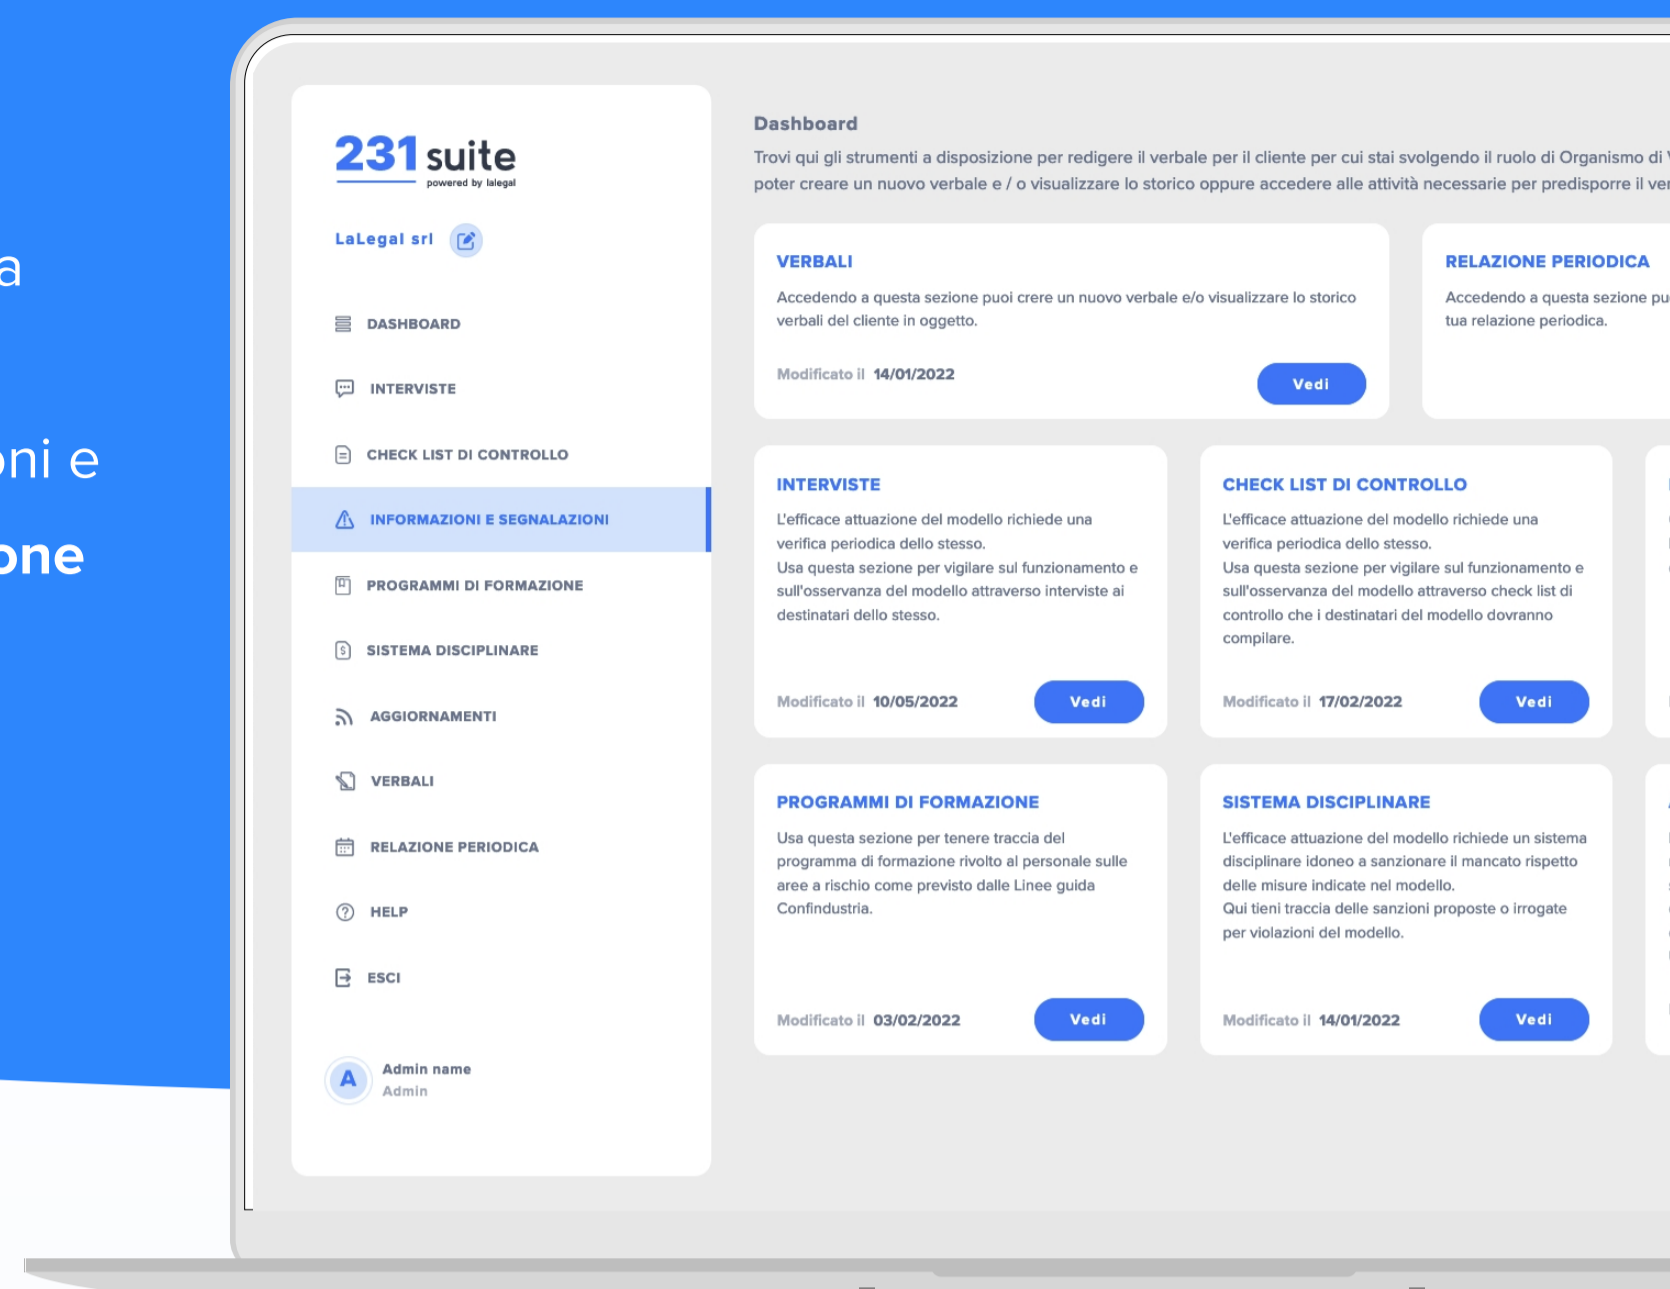 a
oni e
one
231 suite
powered by lalegal
LaLegal srl
DASHBOARD
INTERVISTE
CHECK LIST DI CONTROLLO
INFORMAZIONI E SEGNALAZIONI
PROGRAMMI DI FORMAZIONE
SISTEMA DISCIPLINARE
AGGIORNAMENTI
VERBALI
RELAZIONE PERIODICA
HELP
ESCI
A
Admin name
Admin
Dashboard
Trovi qui gli strumenti a disposizione per redigere il verbale per il cliente per cui stai svolgendo il ruolo di Organismo di
poter creare un nuovo verbale e / o visualizzare lo storico oppure accedere alle attività necessarie per predisporre il
VERBALI
Accedendo a questa sezione puoi crere un nuovo verbale e/o visualizzare lo storico
verbali del cliente in oggetto.
Modificato il 14/01/2022
Vedi
RELAZIONE PERIODICA
Accedendo a questa sezione
tua relazione periodica.
INTERVISTE
L'efficace attuazione del modello richiede una
verifica periodica dello stesso.
Usa questa sezione per vigilare sul funzionamento e
sull'osservanza del modello attraverso interviste ai
destinatari dello stesso.
Modificato il 10/05/2022
Vedi
CHECK LIST DI CONTROLLO
L'efficace attuazione del modello richiede una
verifica periodica dello stesso.
Usa questa sezione per vigilare sul funzionamento e
sull'osservanza del modello attraverso check list di
controllo che i destinatari del modello dovranno
compilare.
Modificato il 17/02/2022
Vedi
PROGRAMMI DI FORMAZIONE
Usa questa sezione per tenere traccia del
programma di formazione rivolto al personale sulle
aree a rischio come previsto dalle Linee guida
Confindustria.
Modificato il 03/02/2022
Vedi
SISTEMA DISCIPLINARE
L'efficace attuazione del modello richiede un sistema
disciplinare idoneo a sanzionare il mancato rispetto
delle misure indicate nel modello.
Qui tieni traccia delle sanzioni proposte o irrogate
per violazioni del modello.
Modificato il 14/01/2022
Vedi